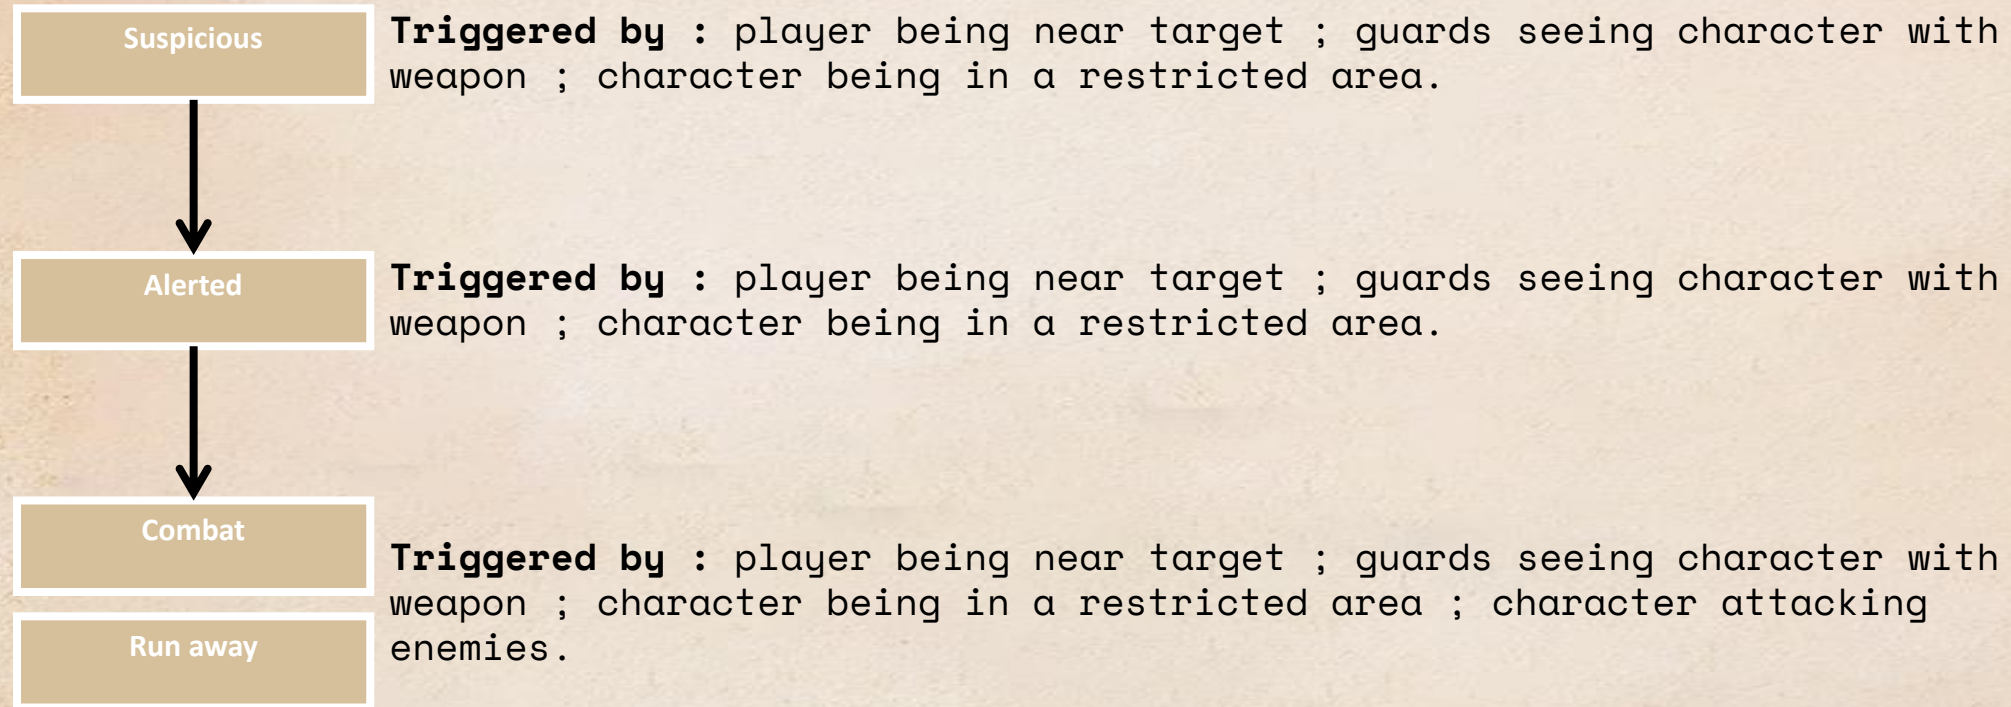 Suspicious
Triggered by : player being near target ; guards seeing character with
weapon ; character being in a restricted area.
Alerted
Triggered by : player being near target ; guards seeing character with
weapon ; character being in a restricted area.
Combat
Triggered by : player being near target ; guards seeing character with
weapon ; character being in a restricted area ; character attacking
enemies.
Run away